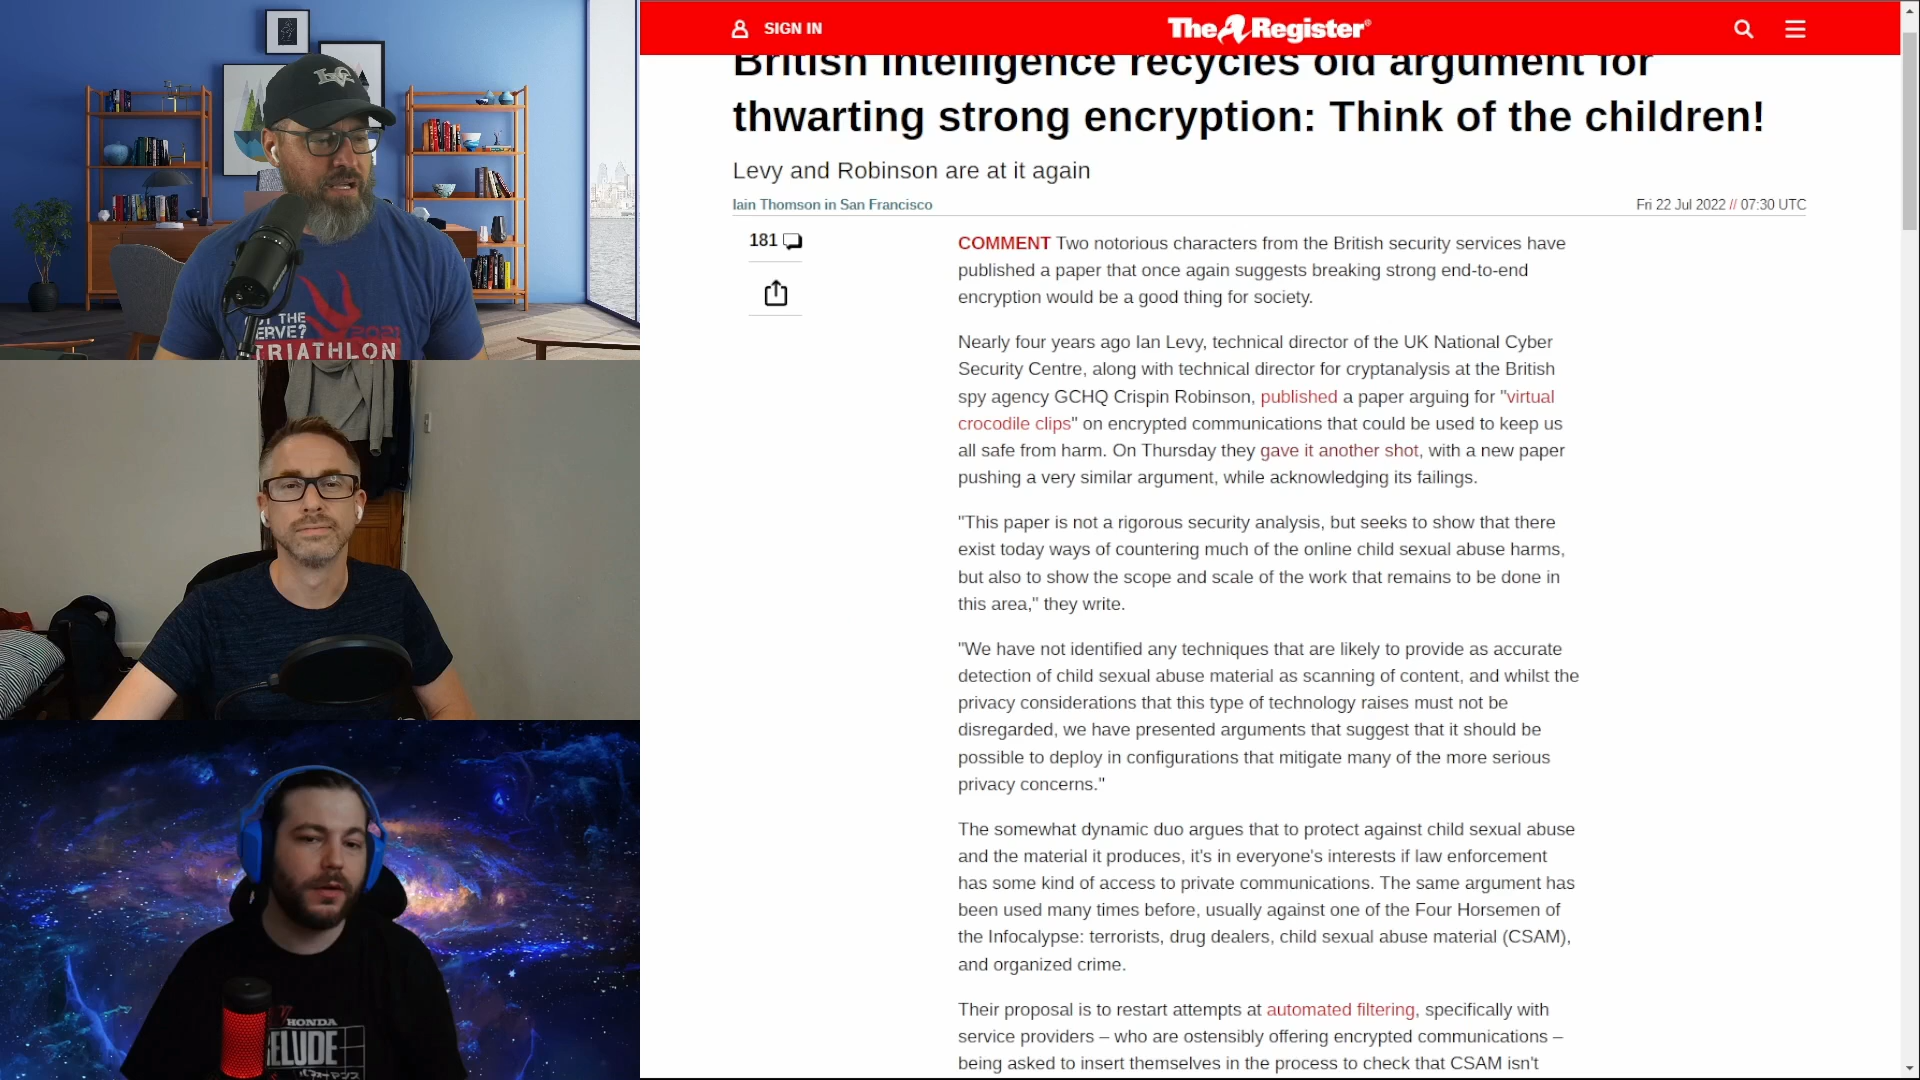 SIGN IN
The Register
British intelligence recycles old argument for
thwarting strong encryption: Think of the children!
Levy and Robinson are at it again
Iain Thomson in San Francisco
Fri 22 Jul 2022 // 07:30 UTC
181
COMMENT Two notorious characters from the British security services have
published a paper that once again suggests breaking strong end-to-end
encryption would be a good thing for society.
Nearly four years ago Ian Levy, technical director of the UK National Cyber
Security Centre, along with technical director for cryptanalysis at the British
spy agency GCHQ Crispin Robinson, published a paper arguing for "virtual
crocodile clips" on encrypted communications that could be used to keep us
all safe from harm. On Thursday they gave it another shot, with a new paper
pushing a very similar argument, while acknowledging its failings.
"This paper is not a rigorous security analysis, but seeks to show that there
exist today ways of countering much of the online child sexual abuse harms,
but also to show the scope and scale of the work that remains to be done in
this area," they write.
"We have not identified any techniques that are likely to provide as accurate
detection of child sexual abuse material as scanning of content, and whilst the
privacy considerations that this type of technology raises must not be
disregarded, we have presented arguments that suggest that it should be
possible to deploy in configurations that mitigate many of the more serious
privacy concerns."
The somewhat dynamic duo argues that to protect against child sexual abuse
and the material it produces, it's in everyone's interests if law enforcement
has some kind of access to private communications. The same argument has
been used many times before, usually against one of the Four Horsemen of
the Infocalypse: terrorists, drug dealers, child sexual abuse material (CSAM),
and organized crime.
Their proposal is to restart attempts at automated filtering, specifically with
service providers – who are ostensibly offering encrypted communications –
being asked to insert themselves in the process to check that CSAM isn't
THE
ERVE?
2021
TRIATHLON
HONDA
ELUDE